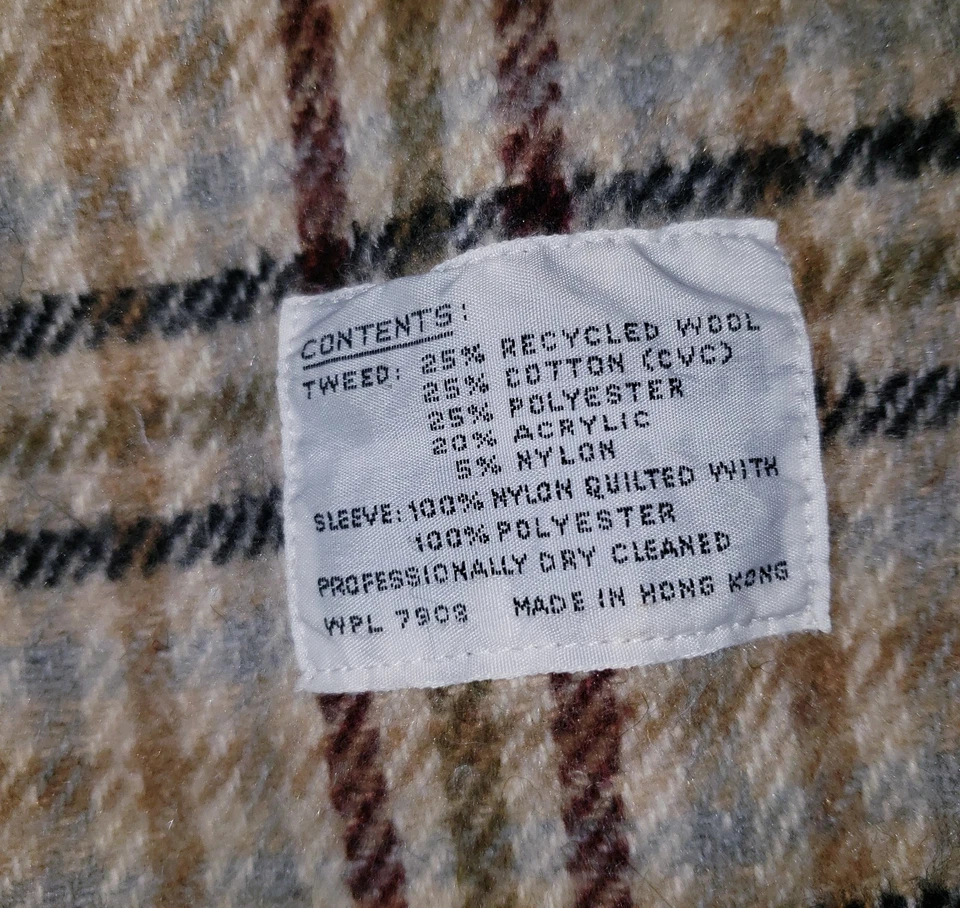 CONTENTS:
TWEED: 25% RECYCLED WOOL
25% COTTON (CVC)
25% POLYESTER
20% ACRYLIC
5% NYLON
SLEEVE: 100% NYLON QUILTED WITH
100% POLYESTER
PROFESSIONALLY DRY CLEANED
WPL 7909 MADE IN HONG KONG